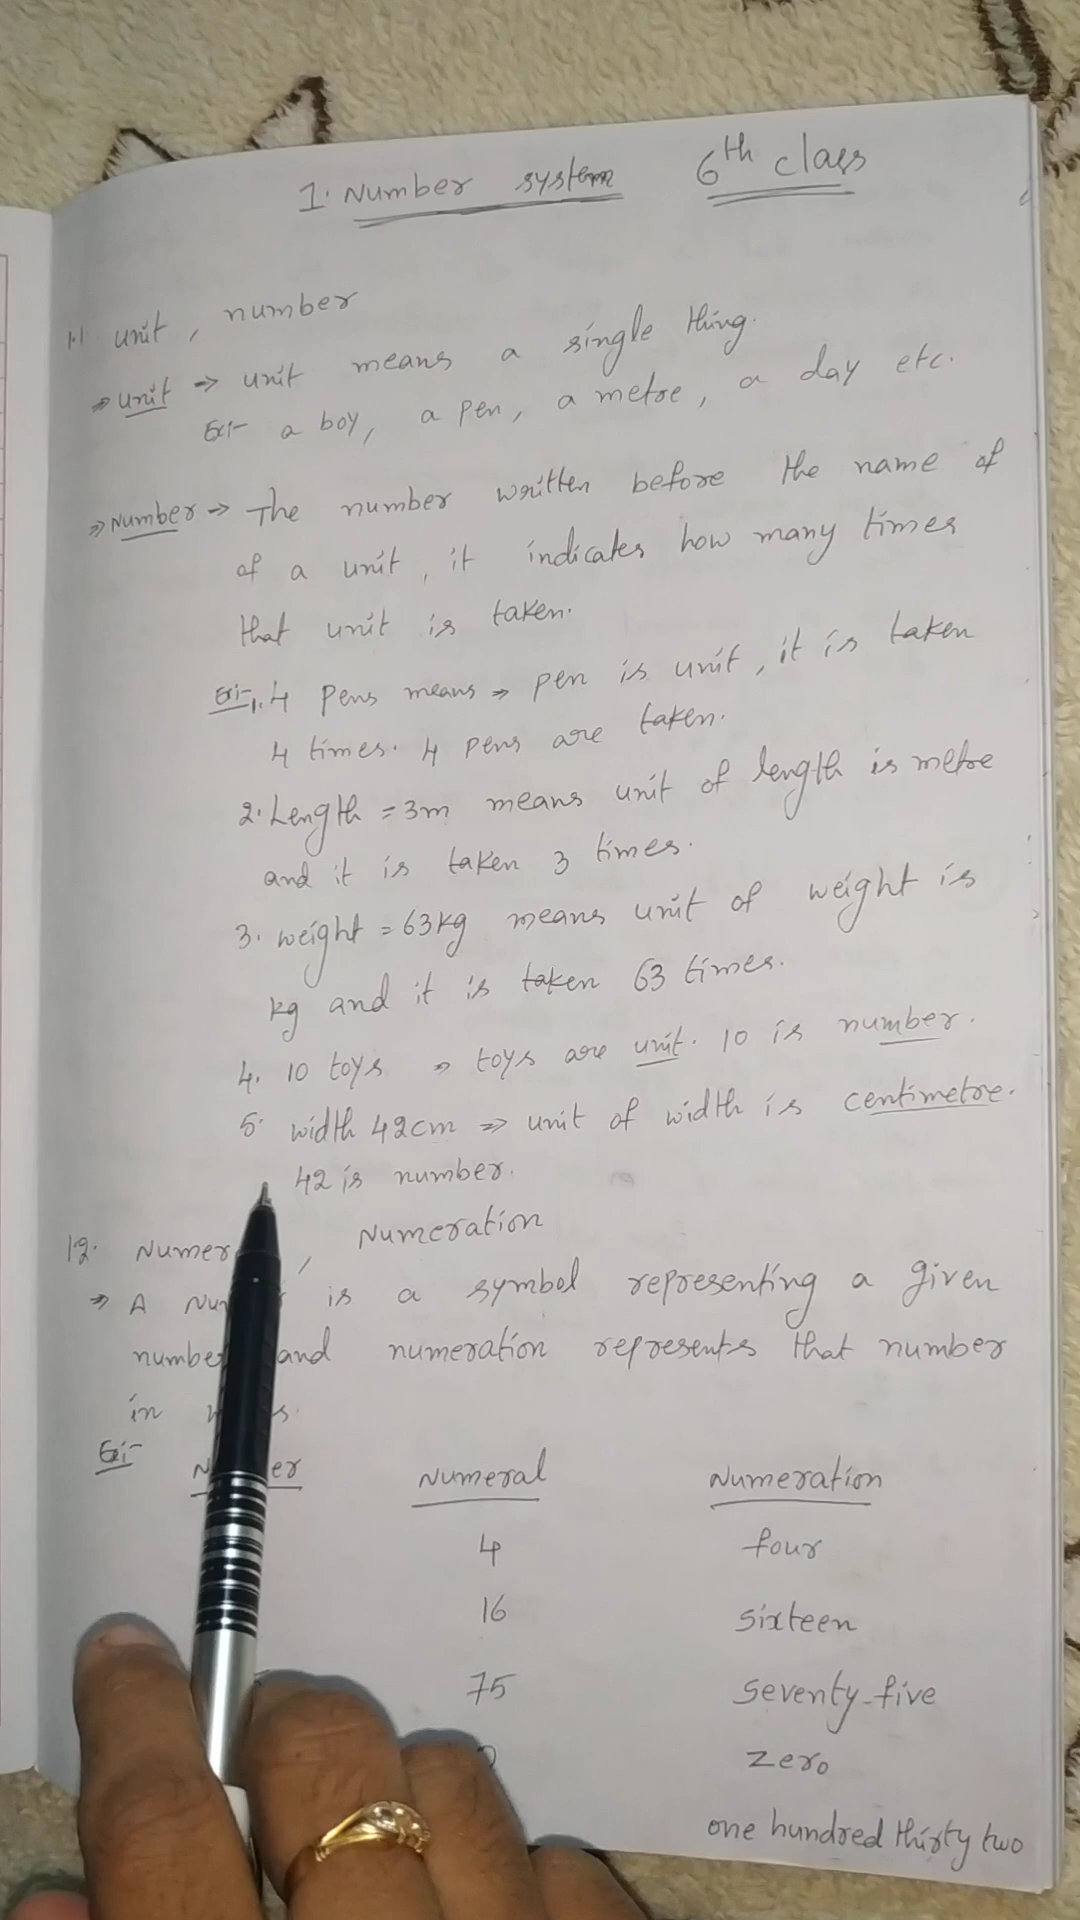 1. Number system 6th class
1.1 unit, number
⇒ unit → unit means a single thing.
Ex:- a boy, a pen, a metre, a day etc.
⇒ Number → The number written before the name of
of a unit, it indicates how many times
that unit is taken.
Ex:- 1. 4 pens means ⇒ pen is unit, it is taken
4 times. 4 pens are taken.
2. Length = 3m means unit of length is metre
and it is taken 3 times.
3. weight = 63kg means unit of weight is
kg and it is taken 63 times.
4. 10 toys ⇒ toys are unit. 10 is number.
5. width 42cm ⇒ unit of width is centimetre.
42 is number.
1.2. , Numeration
⇒ A is a symbol representing a given
number and numeration represents that number
in
Ex:- Numeral Numeration
4 four
16 sixteen
75 seventy-five
zero
one hundred thirty two